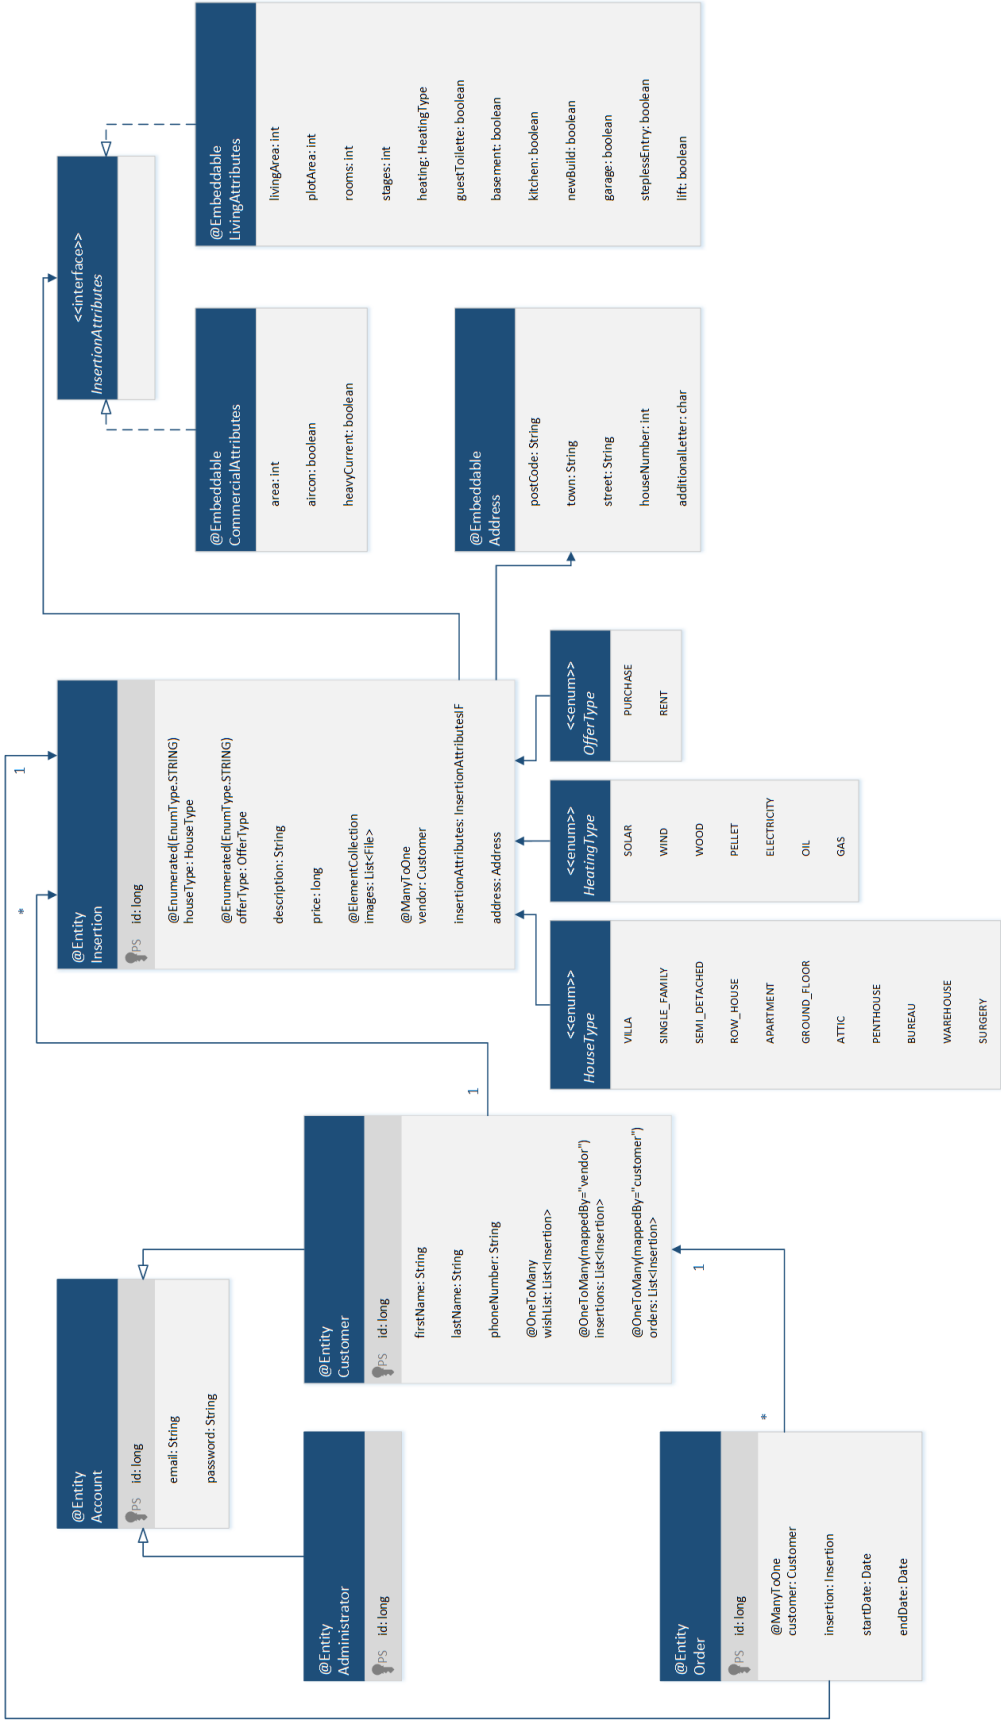 @Entity
Account
PS id: long
email: String
password: String
@Entity
Administrator
PS id: long
@Entity
Customer
PS id: long
firstName: String
lastName: String
phoneNumber: String
@OneToMany
wishList: List<Insertion>
@OneToMany(mappedBy="vendor")
insertions: List<Insertion>
@OneToMany(mappedBy="customer")
orders: List<Insertion>
@Entity
Order
PS id: long
@ManyToOne
customer: Customer
insertion: Insertion
startDate: Date
endDate: Date
*
1
1
*
1
@Entity
Insertion
PS id: long
@Enumerated(EnumType.STRING)
houseType: HouseType
@Enumerated(EnumType.STRING)
offerType: OfferType
description: String
price: long
@ElementCollection
images: List<File>
@ManyToOne
vendor: Customer
insertionAttributes: InsertionAttributesIF
address: Address
<<enum>>
HouseType
VILLA
SINGLE_FAMILY
SEMI_DETACHED
ROW_HOUSE
APARTMENT
GROUND_FLOOR
ATTIC
PENTHOUSE
BUREAU
WAREHOUSE
SURGERY
<<enum>>
HeatingType
SOLAR
WIND
WOOD
PELLET
ELECTRICITY
OIL
GAS
<<enum>>
OfferType
PURCHASE
RENT
<<interface>>
InsertionAttributes
@Embeddable
CommercialAttributes
area: int
aircon: boolean
heavyCurrent: boolean
@Embeddable
LivingAttributes
livingArea: int
plotArea: int
rooms: int
stages: int
heating: HeatingType
guestToilette: boolean
basement: boolean
kitchen: boolean
newBuild: boolean
garage: boolean
steplessEntry: boolean
lift: boolean
@Embeddable
Address
postCode: String
town: String
street: String
houseNumber: int
additionalLetter: char